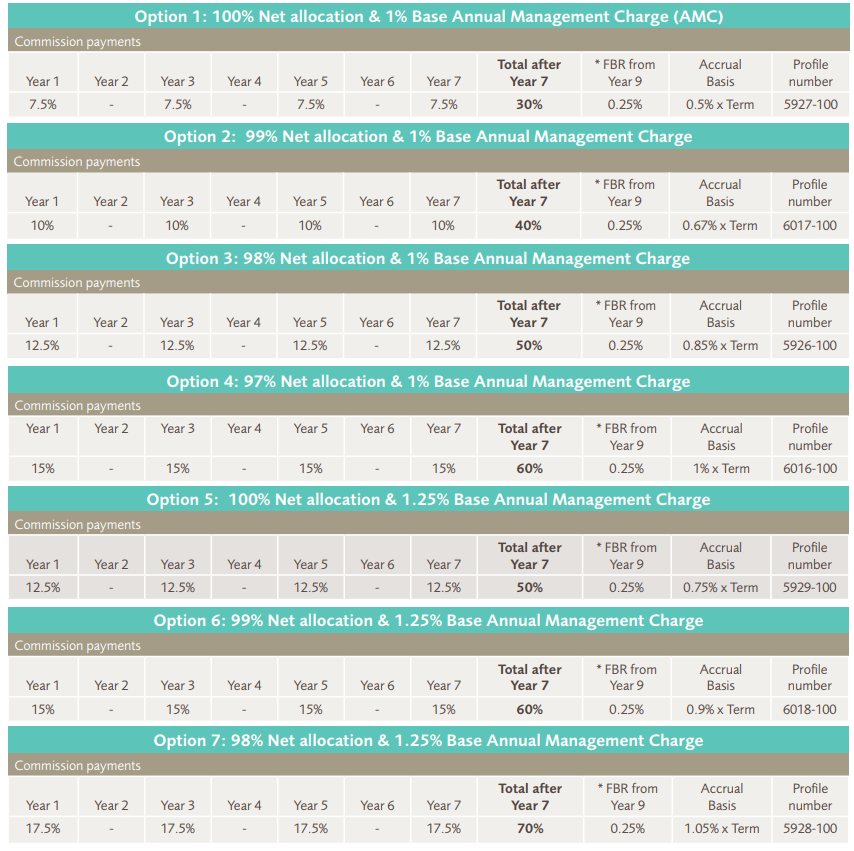 Option 1: 100% Net allocation & 1% Base Annual Management Charge (AMC)
Commission payments
Year 1 Year 2 Year 3 Year 4 Year 5 Year 6 Year 7 Total after Year 7 * FBR from Year 9 Accrual Basis Profile number
7.5% - 7.5% - 7.5% - 7.5% 30% 0.25% 0.5% x Term 5927-100
Option 2: 99% Net allocation & 1% Base Annual Management Charge
Commission payments
Year 1 Year 2 Year 3 Year 4 Year 5 Year 6 Year 7 Total after Year 7 * FBR from Year 9 Accrual Basis Profile number
10% - 10% - 10% - 10% 40% 0.25% 0.67% x Term 6017-100
Option 3: 98% Net allocation & 1% Base Annual Management Charge
Commission payments
Year 1 Year 2 Year 3 Year 4 Year 5 Year 6 Year 7 Total after Year 7 * FBR from Year 9 Accrual Basis Profile number
12.5% - 12.5% - 12.5% - 12.5% 50% 0.25% 0.85% x Term 5926-100
Option 4: 97% Net allocation & 1% Base Annual Management Charge
Commission payments
Year 1 Year 2 Year 3 Year 4 Year 5 Year 6 Year 7 Total after Year 7 * FBR from Year 9 Accrual Basis Profile number
15% - 15% - 15% - 15% 60% 0.25% 1% x Term 6016-100
Option 5: 100% Net allocation & 1.25% Base Annual Management Charge
Commission payments
Year 1 Year 2 Year 3 Year 4 Year 5 Year 6 Year 7 Total after Year 7 * FBR from Year 9 Accrual Basis Profile number
12.5% - 12.5% - 12.5% - 12.5% 50% 0.25% 0.75% x Term 5929-100
Option 6: 99% Net allocation & 1.25% Base Annual Management Charge
Commission payments
Year 1 Year 2 Year 3 Year 4 Year 5 Year 6 Year 7 Total after Year 7 * FBR from Year 9 Accrual Basis Profile number
15% - 15% - 15% - 15% 60% 0.25% 0.9% x Term 6018-100
Option 7: 98% Net allocation & 1.25% Base Annual Management Charge
Commission payments
Year 1 Year 2 Year 3 Year 4 Year 5 Year 6 Year 7 Total after Year 7 * FBR from Year 9 Accrual Basis Profile number
17.5% - 17.5% - 17.5% - 17.5% 70% 0.25% 1.05% x Term 5928-100